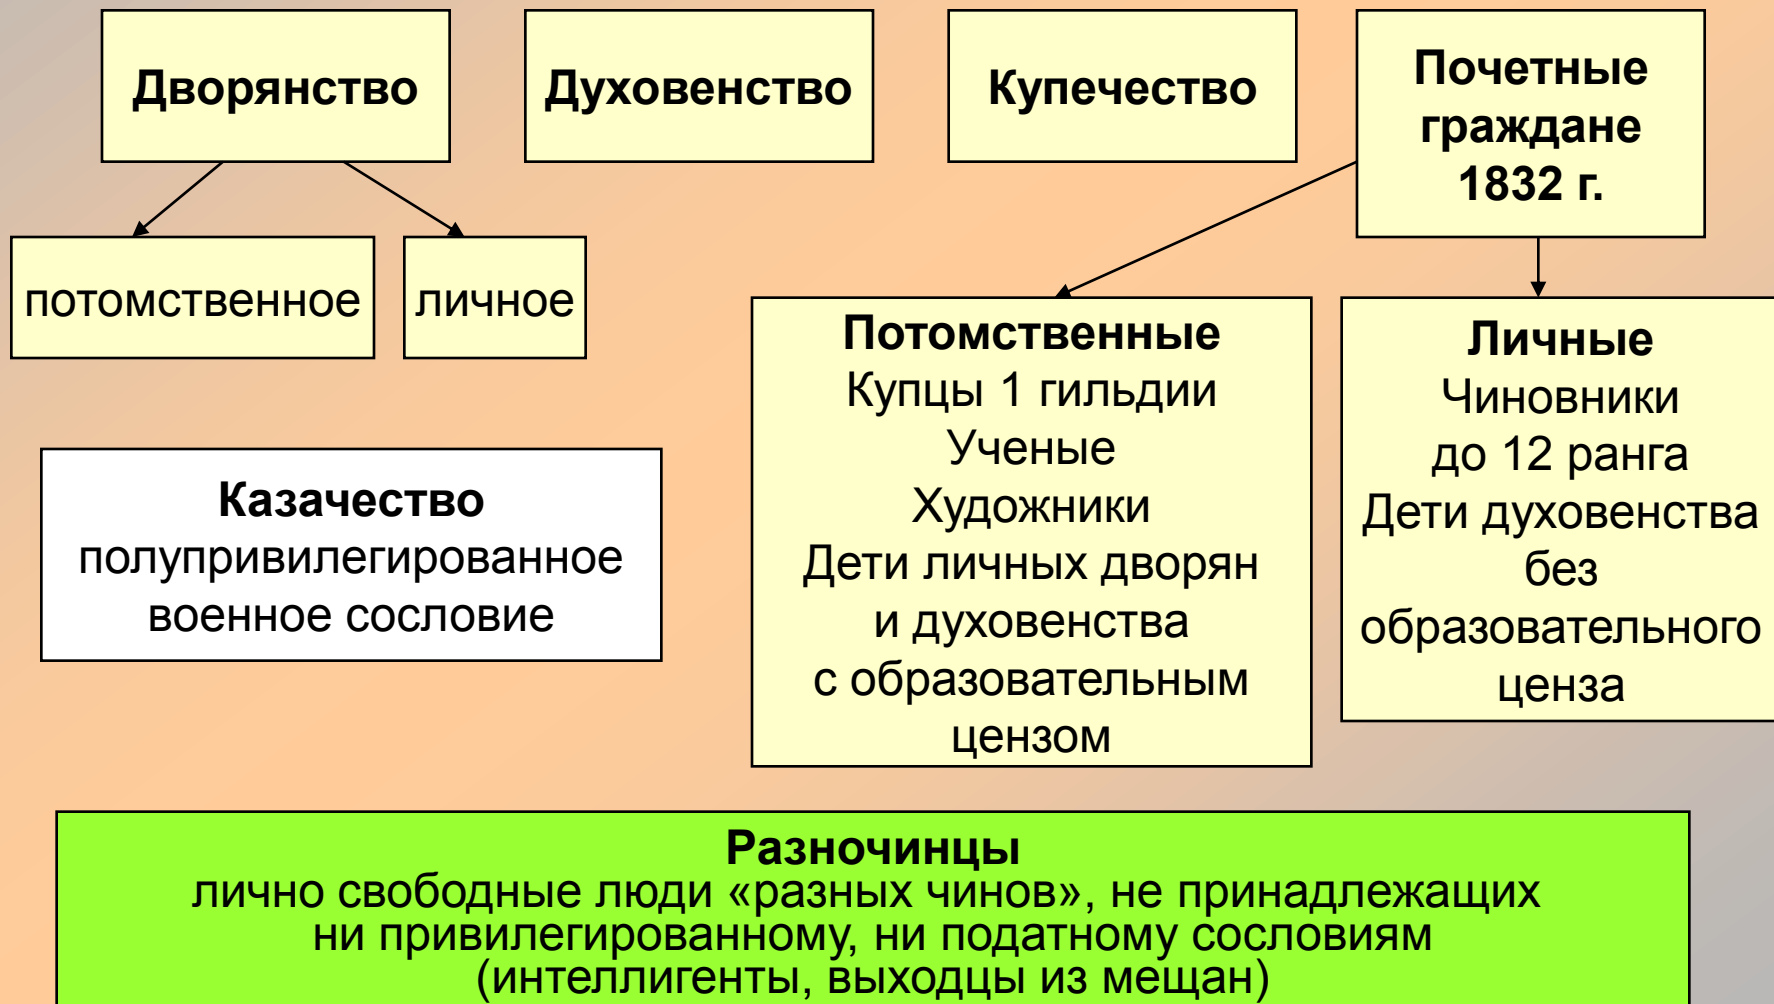 Дворянство
Духовенство
Купечество
Почетные
граждане
1832 г.
потомственное
личное
Потомственные
Купцы 1 гильдии
Ученые
Художники
Дети личных дворян
и духовенства
с образовательным
цензом
Личные
Чиновники
до 12 ранга
Дети духовенства
без
образовательного
ценза
Казачество
полупривилегированное
военное сословие
Разночинцы
лично свободные люди «разных чинов», не принадлежащих
ни привилегированному, ни податному сословиям
(интеллигенты, выходцы из мещан)